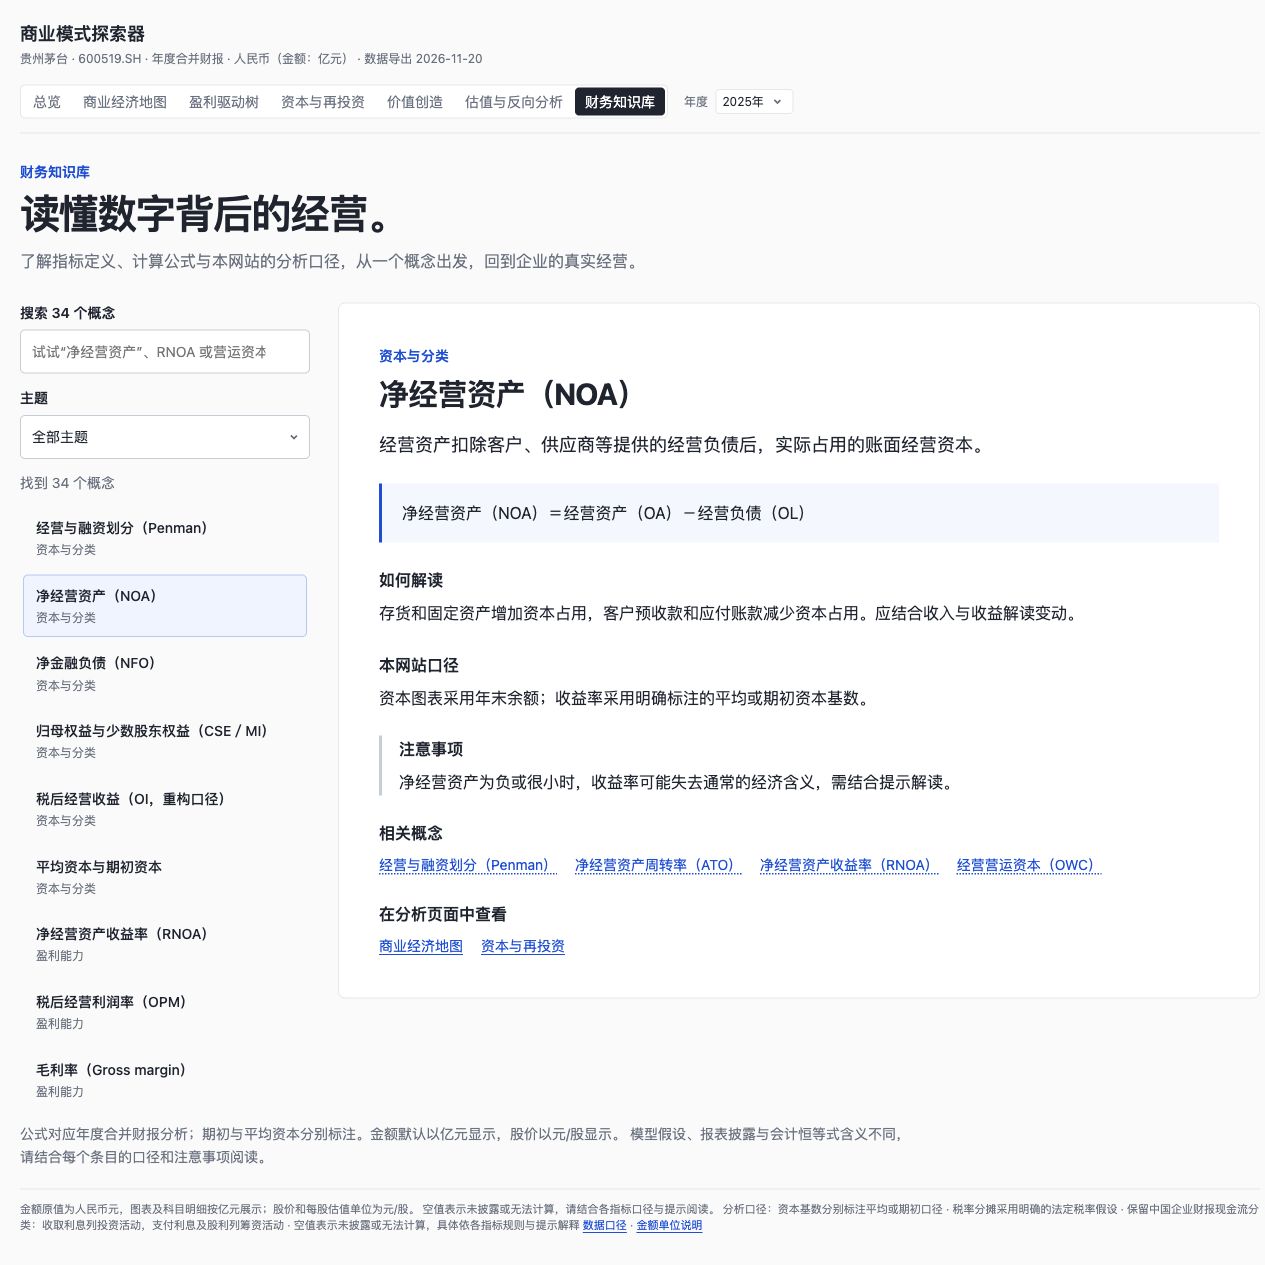 商业模式探索器
贵州茅台 · 600519.SH · 年度合并财报 · 人民币（金额：亿元） · 数据导出 2026-11-20
总览 商业经济地图 盈利驱动树 资本与再投资 价值创造 估值与反向分析 财务知识库 年度 2025年
财务知识库
读懂数字背后的经营。
了解指标定义、计算公式与本网站的分析口径，从一个概念出发，回到企业的真实经营。
搜索 34 个概念
试试“净经营资产”、RNOA 或营运资本
主题
全部主题
找到 34 个概念
经营与融资划分（Penman）
资本与分类
净经营资产（NOA）
资本与分类
净金融负债（NFO）
资本与分类
归母权益与少数股东权益（CSE / MI）
资本与分类
税后经营收益（OI，重构口径）
资本与分类
平均资本与期初资本
资本与分类
净经营资产收益率（RNOA）
盈利能力
税后经营利润率（OPM）
盈利能力
毛利率（Gross margin）
盈利能力
资本与分类
净经营资产（NOA）
经营资产扣除客户、供应商等提供的经营负债后，实际占用的账面经营资本。
净经营资产（NOA）＝经营资产（OA）－经营负债（OL）
如何解读
存货和固定资产增加资本占用，客户预收款和应付账款减少资本占用。应结合收入与收益解读变动。
本网站口径
资本图表采用年末余额；收益率采用明确标注的平均或期初资本基数。
注意事项
净经营资产为负或很小时，收益率可能失去通常的经济含义，需结合提示解读。
相关概念
经营与融资划分（Penman） 净经营资产周转率（ATO） 净经营资产收益率（RNOA） 经营营运资本（OWC）
在分析页面中查看
商业经济地图 资本与再投资
公式对应年度合并财报分析；期初与平均资本分别标注。金额默认以亿元显示，股价以元/股显示。 模型假设、报表披露与会计恒等式含义不同，
请结合每个条目的口径和注意事项阅读。
金额原值为人民币元，图表及科目明细按亿元展示；股价和每股估值单位为元/股。 空值表示未披露或无法计算，请结合各指标口径与提示阅读。 分析口径：资本基数分别标注平均或期初口径 · 税率分摊采用明确的法定税率假设 · 保留中国企业财报现金流分
类：收取利息列投资活动，支付利息及股利列筹资活动 · 空值表示未披露或无法计算，具体依各指标规则与提示解释 数据口径 · 金额单位说明